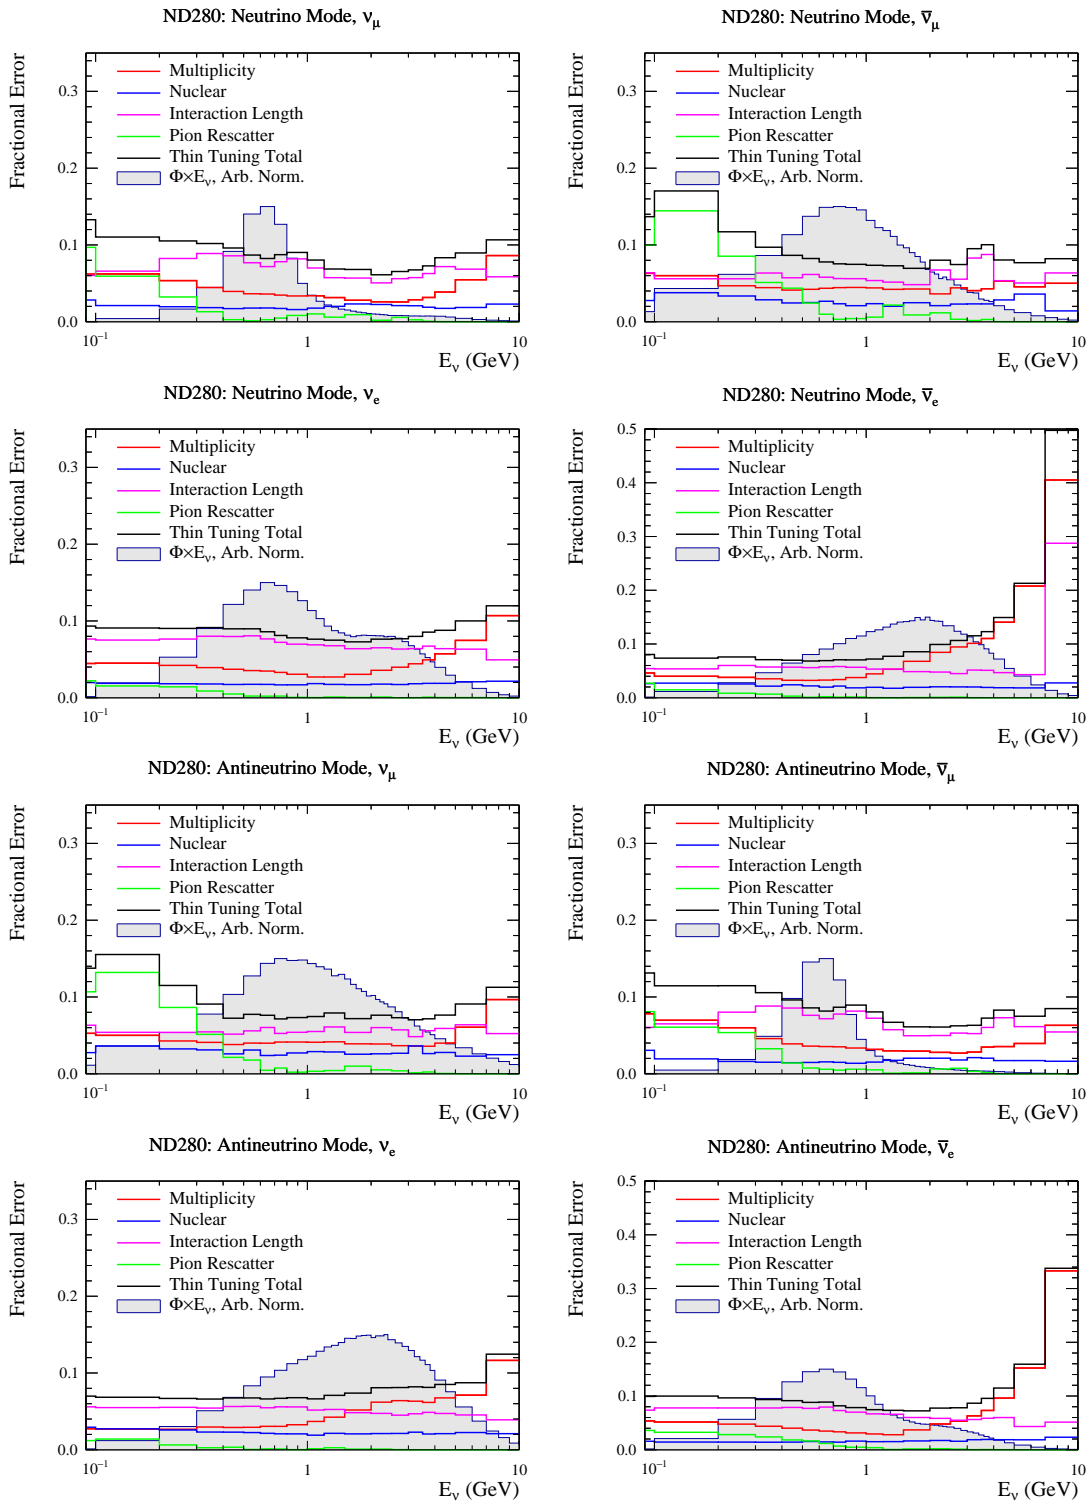 ND280: Neutrino Mode, ν_μ
Fractional Error
0.3
0.2
0.1
0.0
Multiplicity
Nuclear
Interaction Length
Pion Rescatter
Thin Tuning Total
Φ×E_ν, Arb. Norm.
10⁻¹ 1 10
E_ν (GeV)
ND280: Neutrino Mode, ν̅_μ
Fractional Error
0.3
0.2
0.1
0.0
Multiplicity
Nuclear
Interaction Length
Pion Rescatter
Thin Tuning Total
Φ×E_ν, Arb. Norm.
10⁻¹ 1 10
E_ν (GeV)
ND280: Neutrino Mode, ν_e
Fractional Error
0.3
0.2
0.1
0.0
Multiplicity
Nuclear
Interaction Length
Pion Rescatter
Thin Tuning Total
Φ×E_ν, Arb. Norm.
10⁻¹ 1 10
E_ν (GeV)
ND280: Neutrino Mode, ν̅_e
Fractional Error
0.5
0.4
0.3
0.2
0.1
0.0
Multiplicity
Nuclear
Interaction Length
Pion Rescatter
Thin Tuning Total
Φ×E_ν, Arb. Norm.
10⁻¹ 1 10
E_ν (GeV)
ND280: Antineutrino Mode, ν_μ
Fractional Error
0.3
0.2
0.1
0.0
Multiplicity
Nuclear
Interaction Length
Pion Rescatter
Thin Tuning Total
Φ×E_ν, Arb. Norm.
10⁻¹ 1 10
E_ν (GeV)
ND280: Antineutrino Mode, ν̅_μ
Fractional Error
0.3
0.2
0.1
0.0
Multiplicity
Nuclear
Interaction Length
Pion Rescatter
Thin Tuning Total
Φ×E_ν, Arb. Norm.
10⁻¹ 1 10
E_ν (GeV)
ND280: Antineutrino Mode, ν_e
Fractional Error
0.3
0.2
0.1
0.0
Multiplicity
Nuclear
Interaction Length
Pion Rescatter
Thin Tuning Total
Φ×E_ν, Arb. Norm.
10⁻¹ 1 10
E_ν (GeV)
ND280: Antineutrino Mode, ν̅_e
Fractional Error
0.5
0.4
0.3
0.2
0.1
0.0
Multiplicity
Nuclear
Interaction Length
Pion Rescatter
Thin Tuning Total
Φ×E_ν, Arb. Norm.
10⁻¹ 1 10
E_ν (GeV)